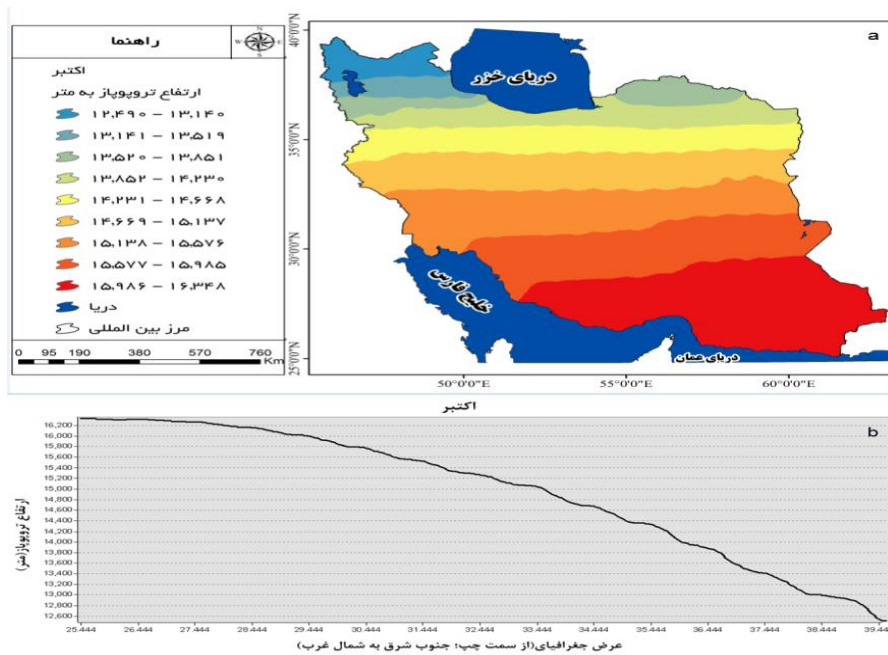 راهنما
اکتبر
ارتفاع تروپوپاز به متر
۱۲,۴۹۰ – ۱۳,۱۴۰
۱۳,۱۴۱ – ۱۳,۵۱۹
۱۳,۵۲۰ – ۱۳,۸۵۱
۱۳,۸۵۲ – ۱۴,۲۳۰
۱۴,۲۳۱ – ۱۴,۶۶۸
۱۴,۶۶۹ – ۱۵,۱۳۷
۱۵,۱۳۸ – ۱۵,۵۷۶
۱۵,۵۷۷ – ۱۵,۹۸۵
۱۵,۹۸۶ – ۱۶,۳۴۸
دریا
مرز بین المللی
0 95 190 380 570 760
Km
N
W E
S
a
40°0'0"N
35°0'0"N
30°0'0"N
25°0'0"N
دریای خزر
خلیج فارس
دریای عمان
50°0'0"E 55°0'0"E 60°0'0"E
اکتبر
b
ارتفاع تروپوپاز(متر)
16,200
16,000
15,800
15,600
15,400
15,200
15,000
14,800
14,600
14,400
14,200
14,000
13,800
13,600
13,400
13,200
13,000
12,800
12,600
25.444 26.444 27.444 28.444 29.444 30.444 31.444 32.444 33.444 34.444 35.444 36.444 37.444 38.444 39.444
عرض جغرافیای(از سمت چپ؛ جنوب شرق به شمال غرب)